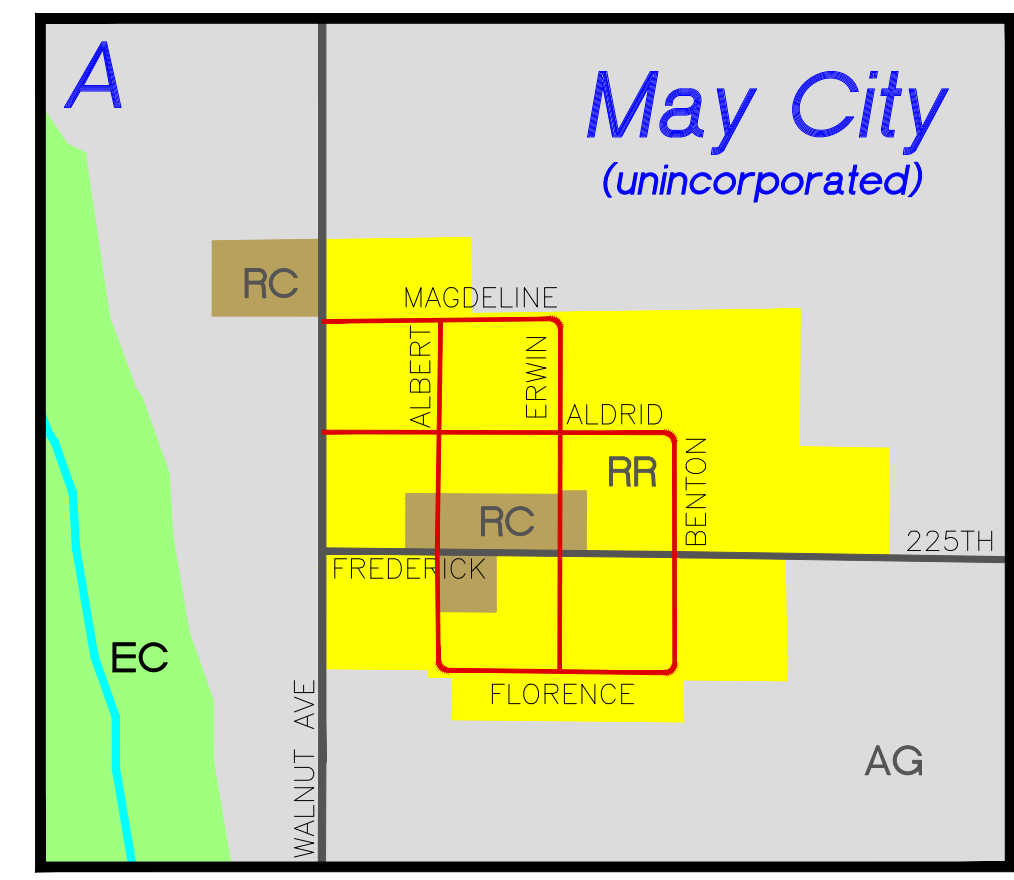 A
May City
(unincorporated)
RC
MAGDELINE
ALBERT
ERWIN
ALDRID
RR
BENTON
RC
225TH
FREDERICK
EC
FLORENCE
WALNUT AVE
AG